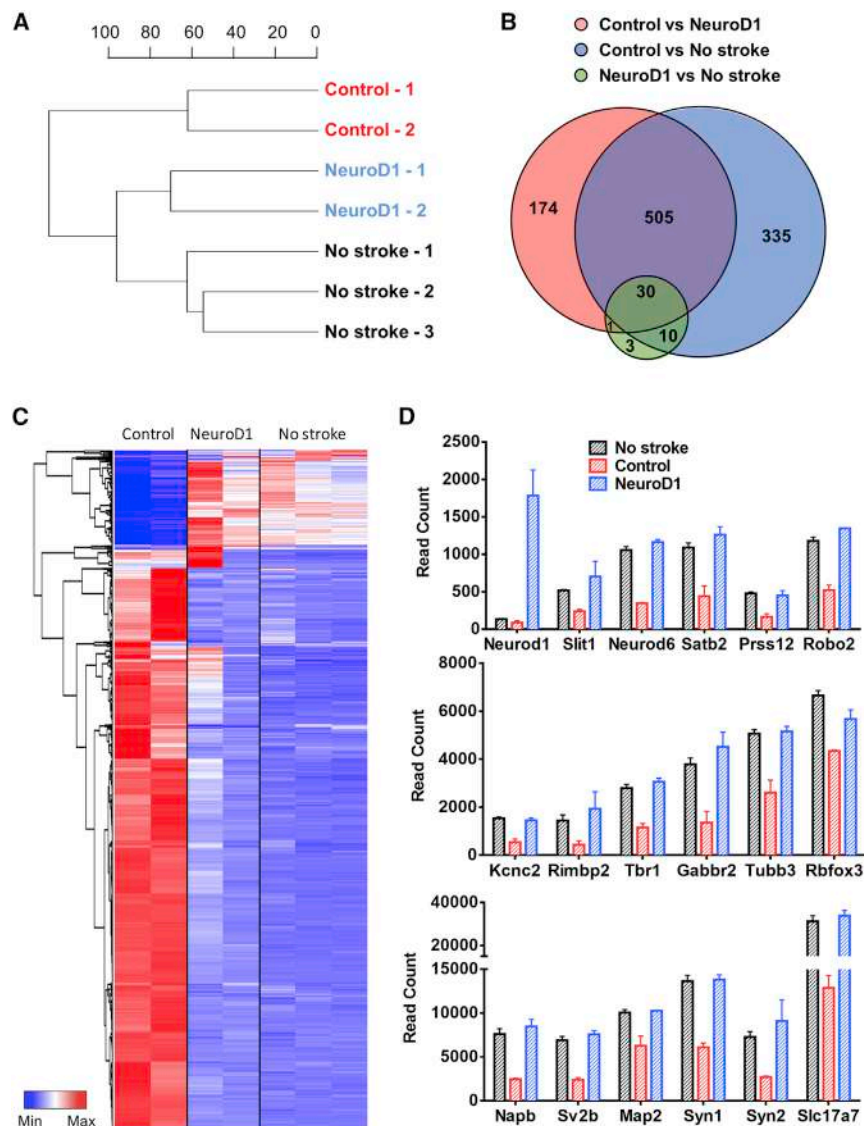 A
100 80 60 40 20 0
Control - 1
Control - 2
NeuroD1 - 1
NeuroD1 - 2
No stroke - 1
No stroke - 2
No stroke - 3
B
Control vs NeuroD1
Control vs No stroke
NeuroD1 vs No stroke
174
505
335
30
1
10
3
C
Control NeuroD1 No stroke
Min Max
D
No stroke
Control
NeuroD1
Read Count
2500
2000
1500
1000
500
0
Neurod1 Slit1 Neurod6 Satb2 Prss12 Robo2
Read Count
8000
6000
4000
2000
0
Kcnc2 Rimbp2 Tbr1 Gabbr2 Tubb3 Rbfox3
Read Count
40000
30000
20000
15000
10000
5000
0
Napb Sv2b Map2 Syn1 Syn2 Slc17a7